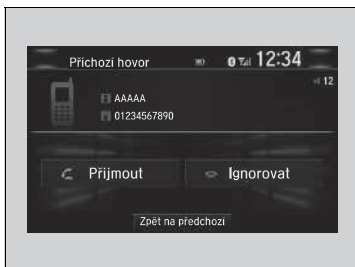 Příchozí hovor 12:34
12
AAAAA
01234567890
Přijmout Ignorovat
Zpět na předchozí